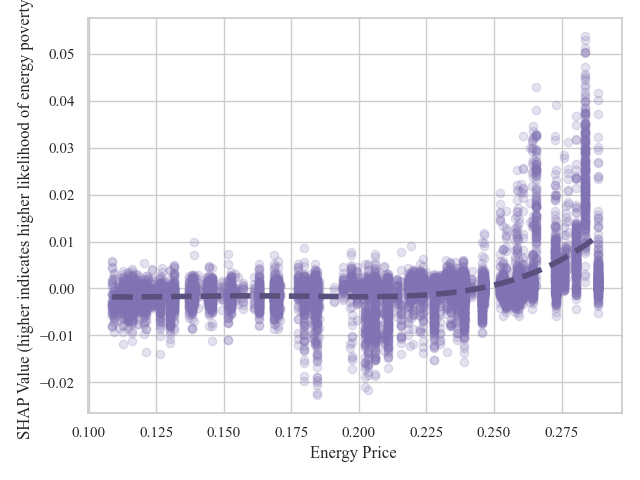 SHAP Value (higher indicates higher likelihood of energy poverty
0.05
0.04
0.03
0.02
0.01
0.00
−0.01
−0.02
0.100 0.125 0.150 0.175 0.200 0.225 0.250 0.275
Energy Price